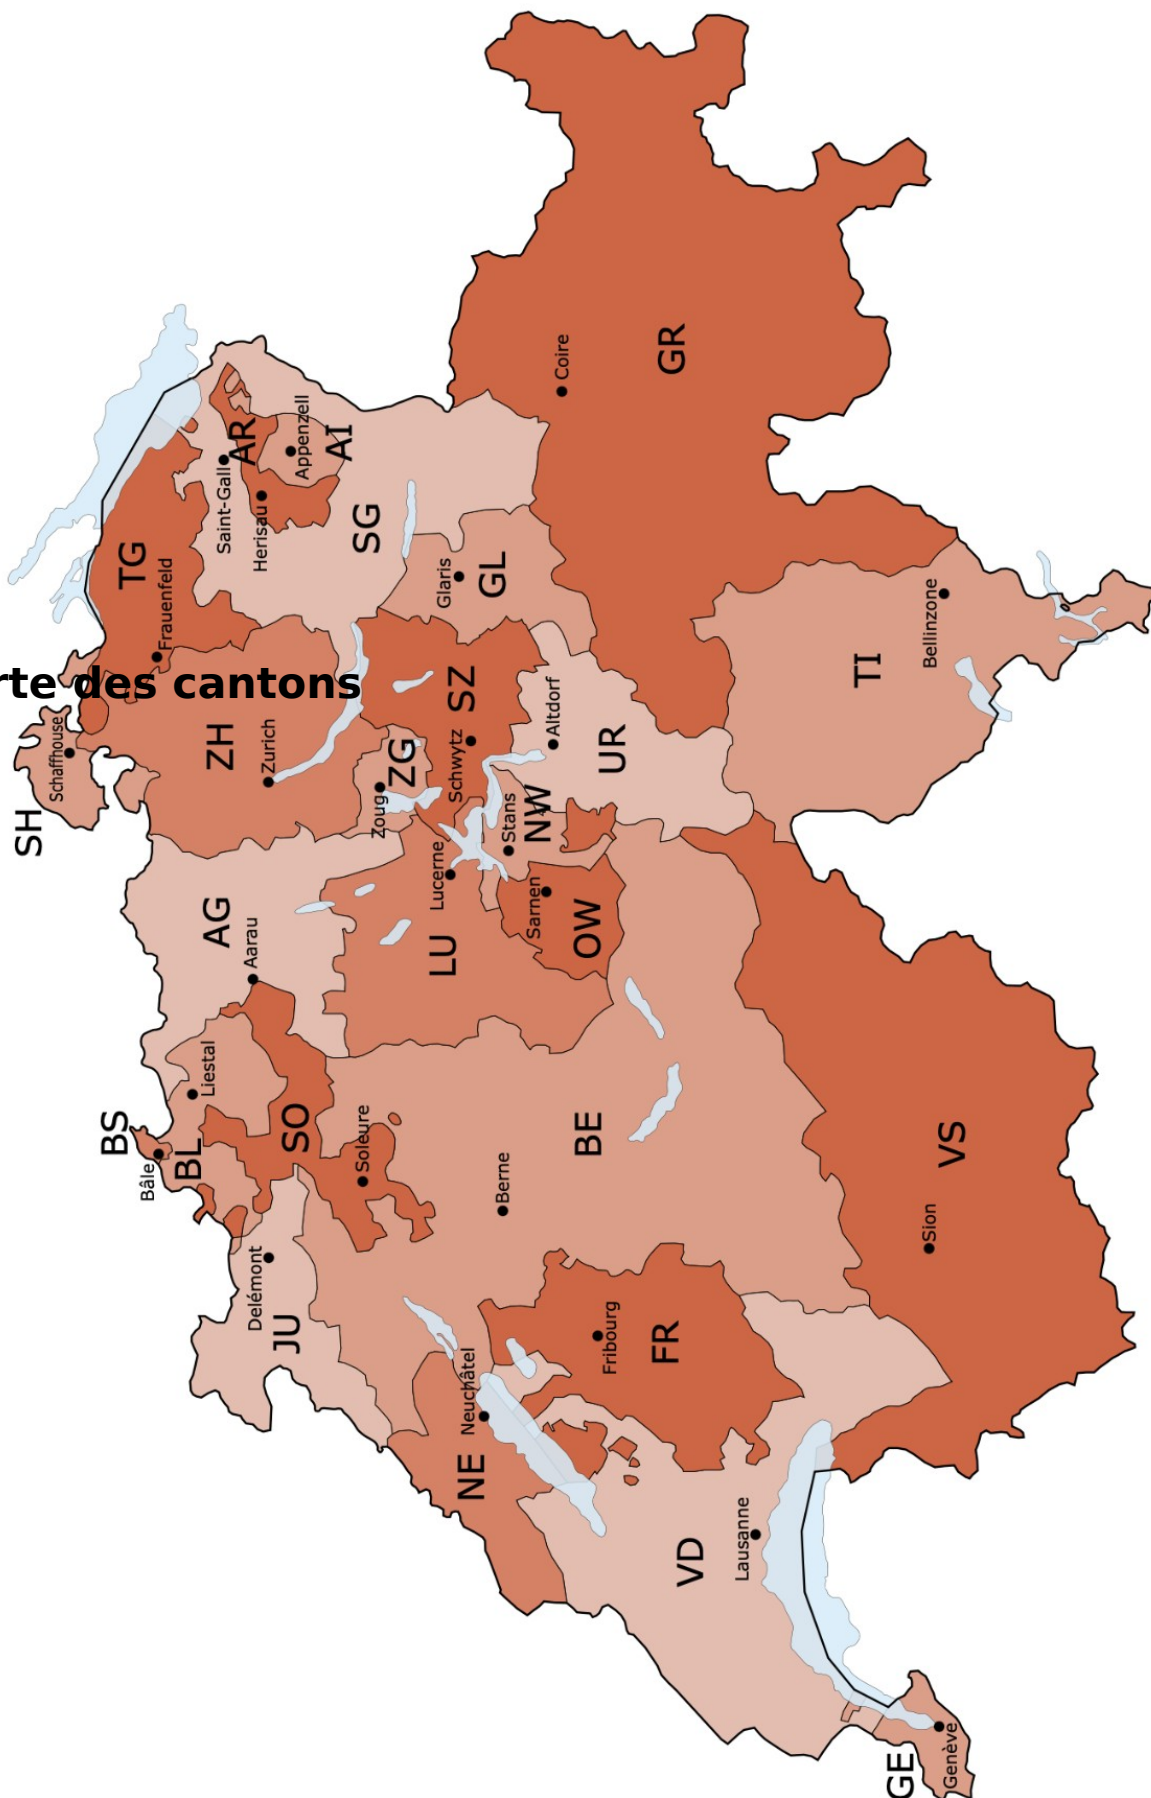 rte des cantons
SH
Schaffhouse
TG
Frauenfeld
Saint-Gall
AR
Herisau
Appenzell
AI
SG
ZH
Zurich
BS
Bâle
BL
Liestal
AG
Aarau
SO
Soleure
JU
Delémont
ZG
Zoug
SZ
Schwytz
Glaris
GL
GR
Coire
LU
Lucerne
Stans
NW
Altdorf
UR
Sarnen
OW
NE
Neuchâtel
BE
Berne
Fribourg
FR
VD
Lausanne
VS
Sion
TI
Bellinzone
GE
Genève